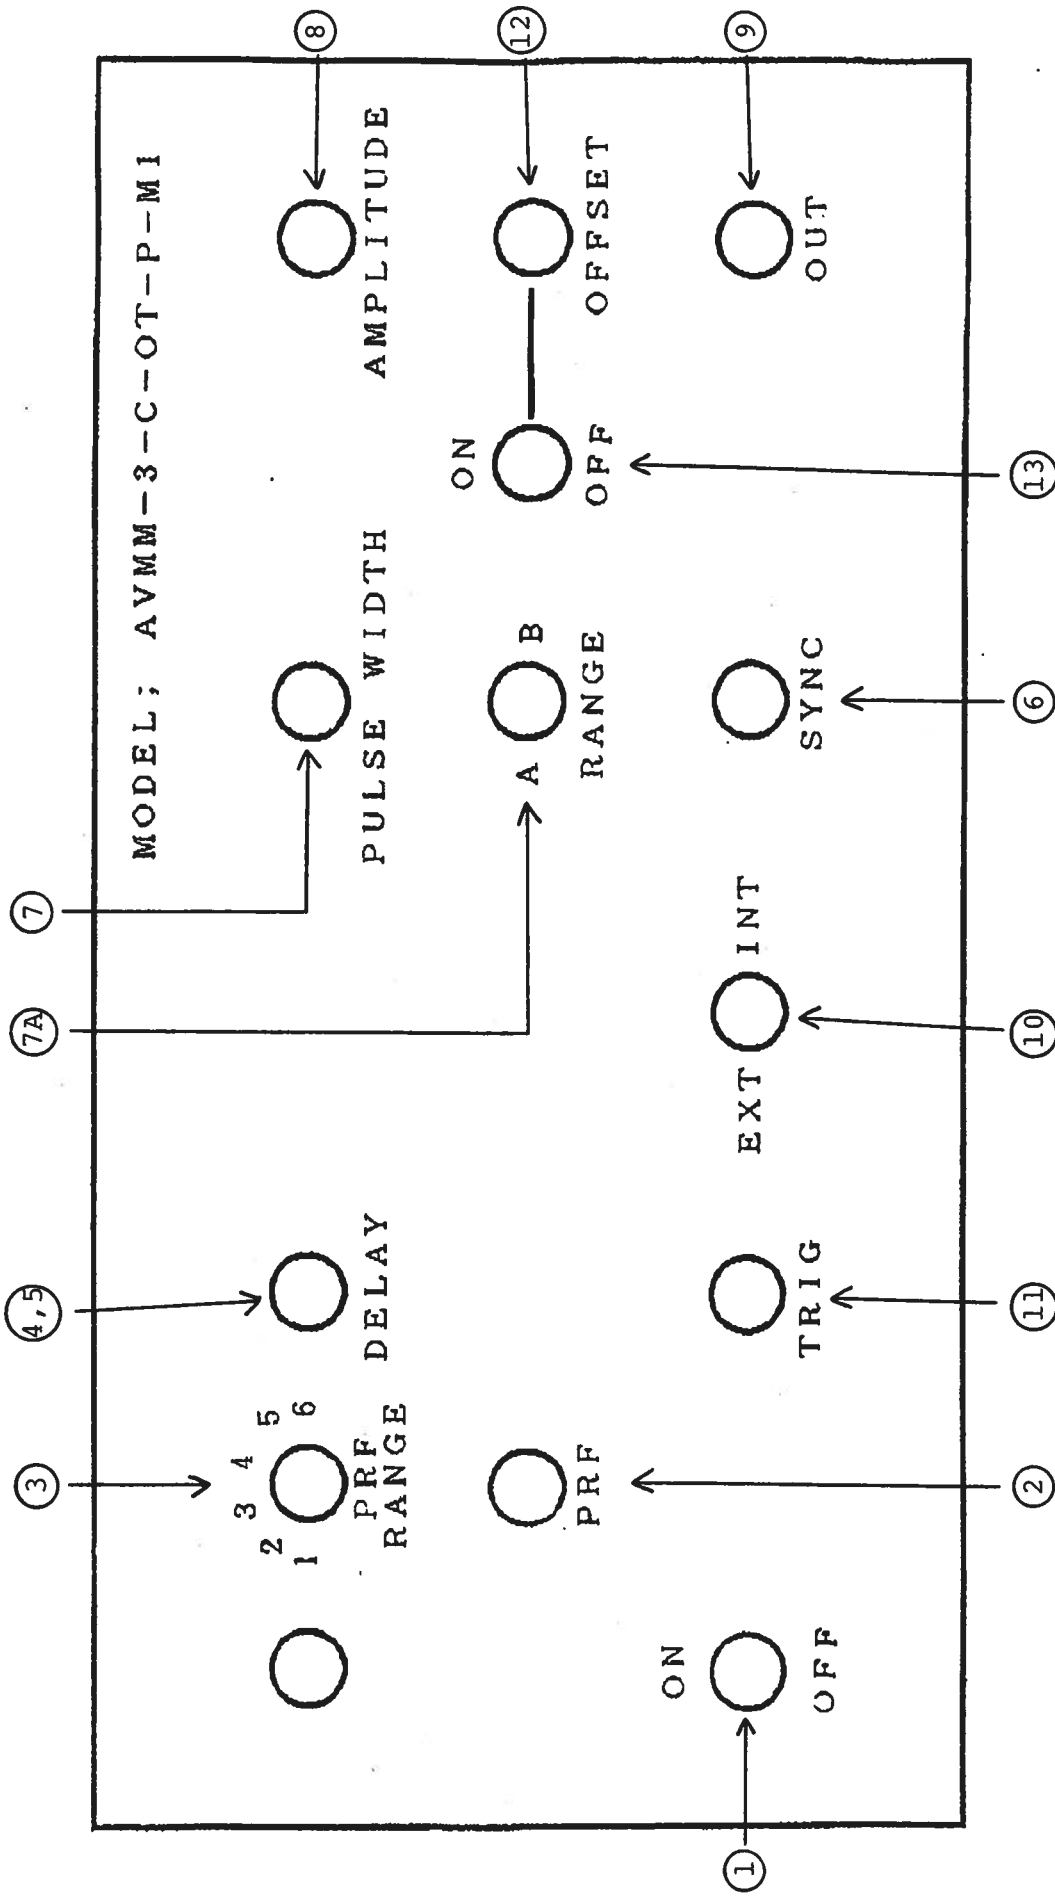 MODEL; AVMM-3-C-OT-P-M1
3
4,5
7A
7
8
12
9
1 2 3 4 5 6
PRF
RANGE
DELAY
PULSE WIDTH
AMPLITUDE
PRF
A B
RANGE
ON
OFF
OFFSET
ON
OFF
TRIG
EXT INT
SYNC
OUT
1
2
11
10
6
13